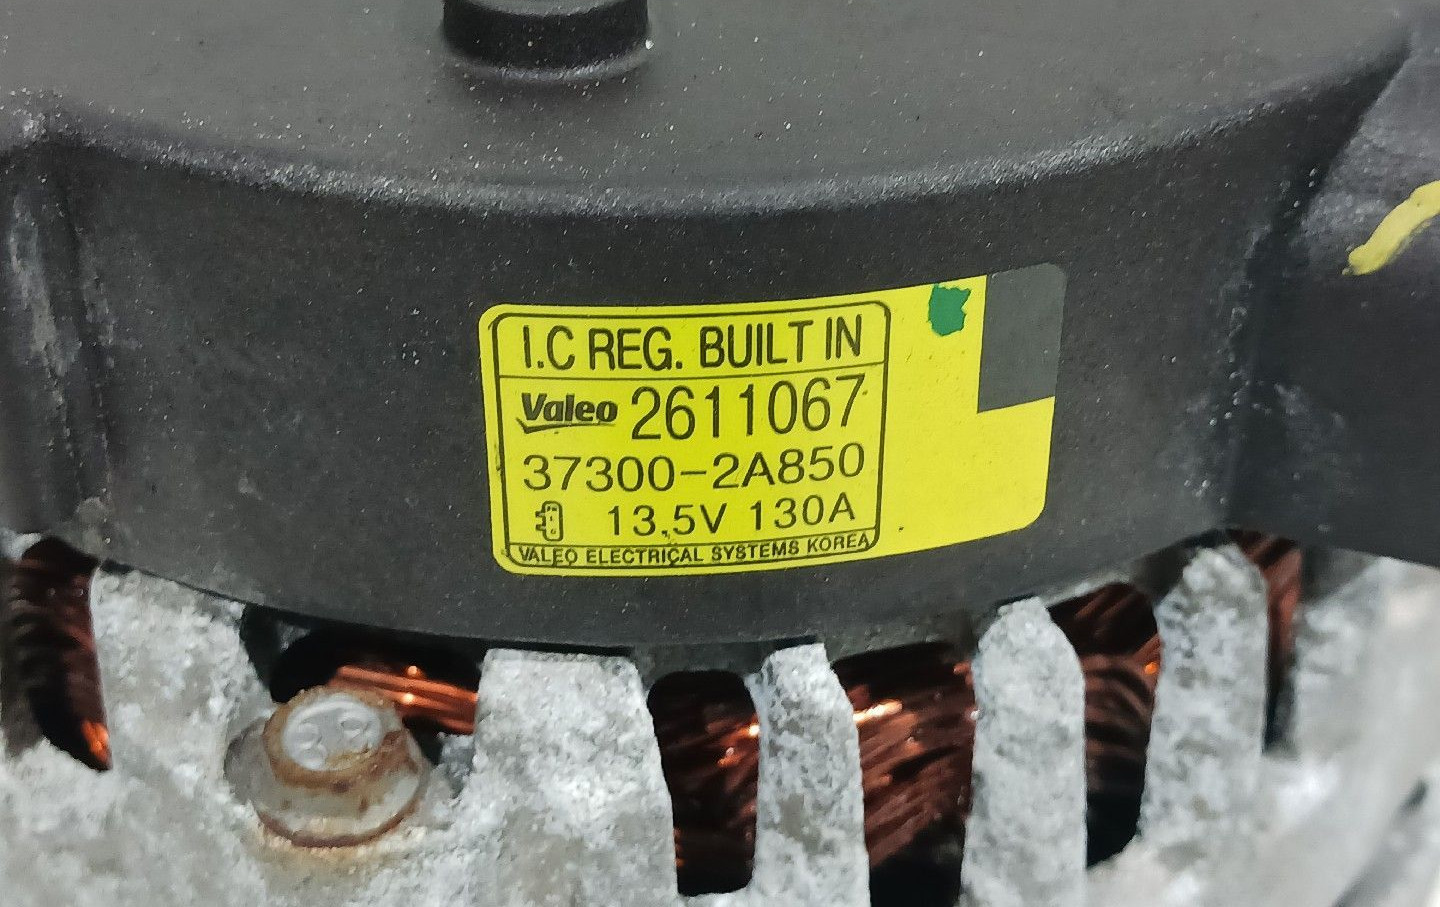 I.C REG. BUILT IN
Valeo 2611067
37300-2A850
13.5V 130A
VALEO ELECTRICAL SYSTEMS KOREA